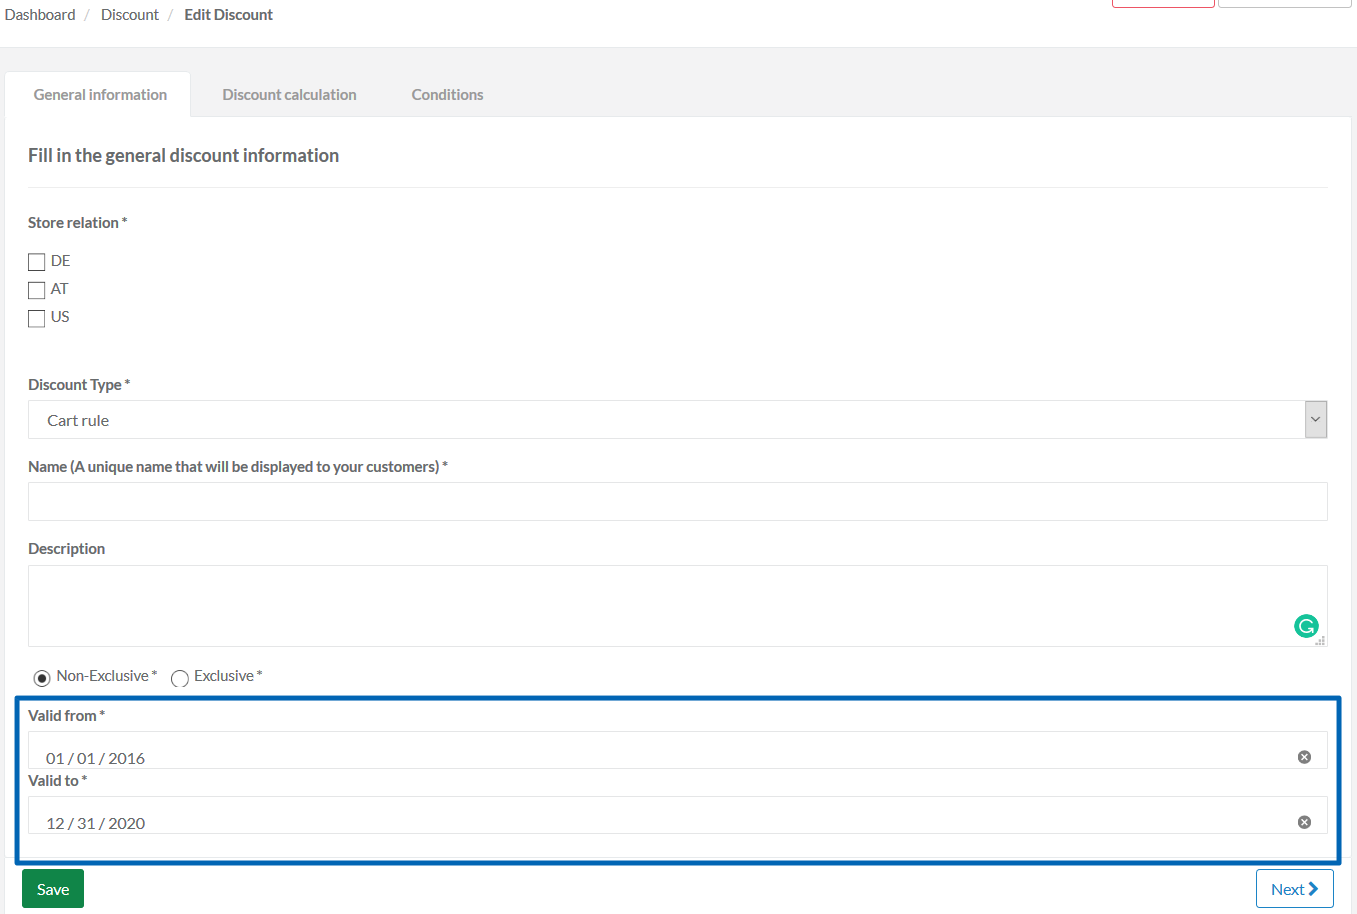 Dashboard / Discount / Edit Discount
General information Discount calculation Conditions
Fill in the general discount information
Store relation *
DE
AT
US
Discount Type *
Cart rule
Name (A unique name that will be displayed to your customers) *
Description
Non-Exclusive * Exclusive *
Valid from *
01 / 01 / 2016
Valid to *
12 / 31 / 2020
Save Next